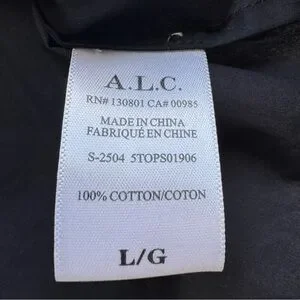 A.L.C.
RN# 130801 CA# 00985
MADE IN CHINA
FABRIQUÉ EN CHINE
S-2504 5TOPS01906
100% COTTON/COTON
L/G